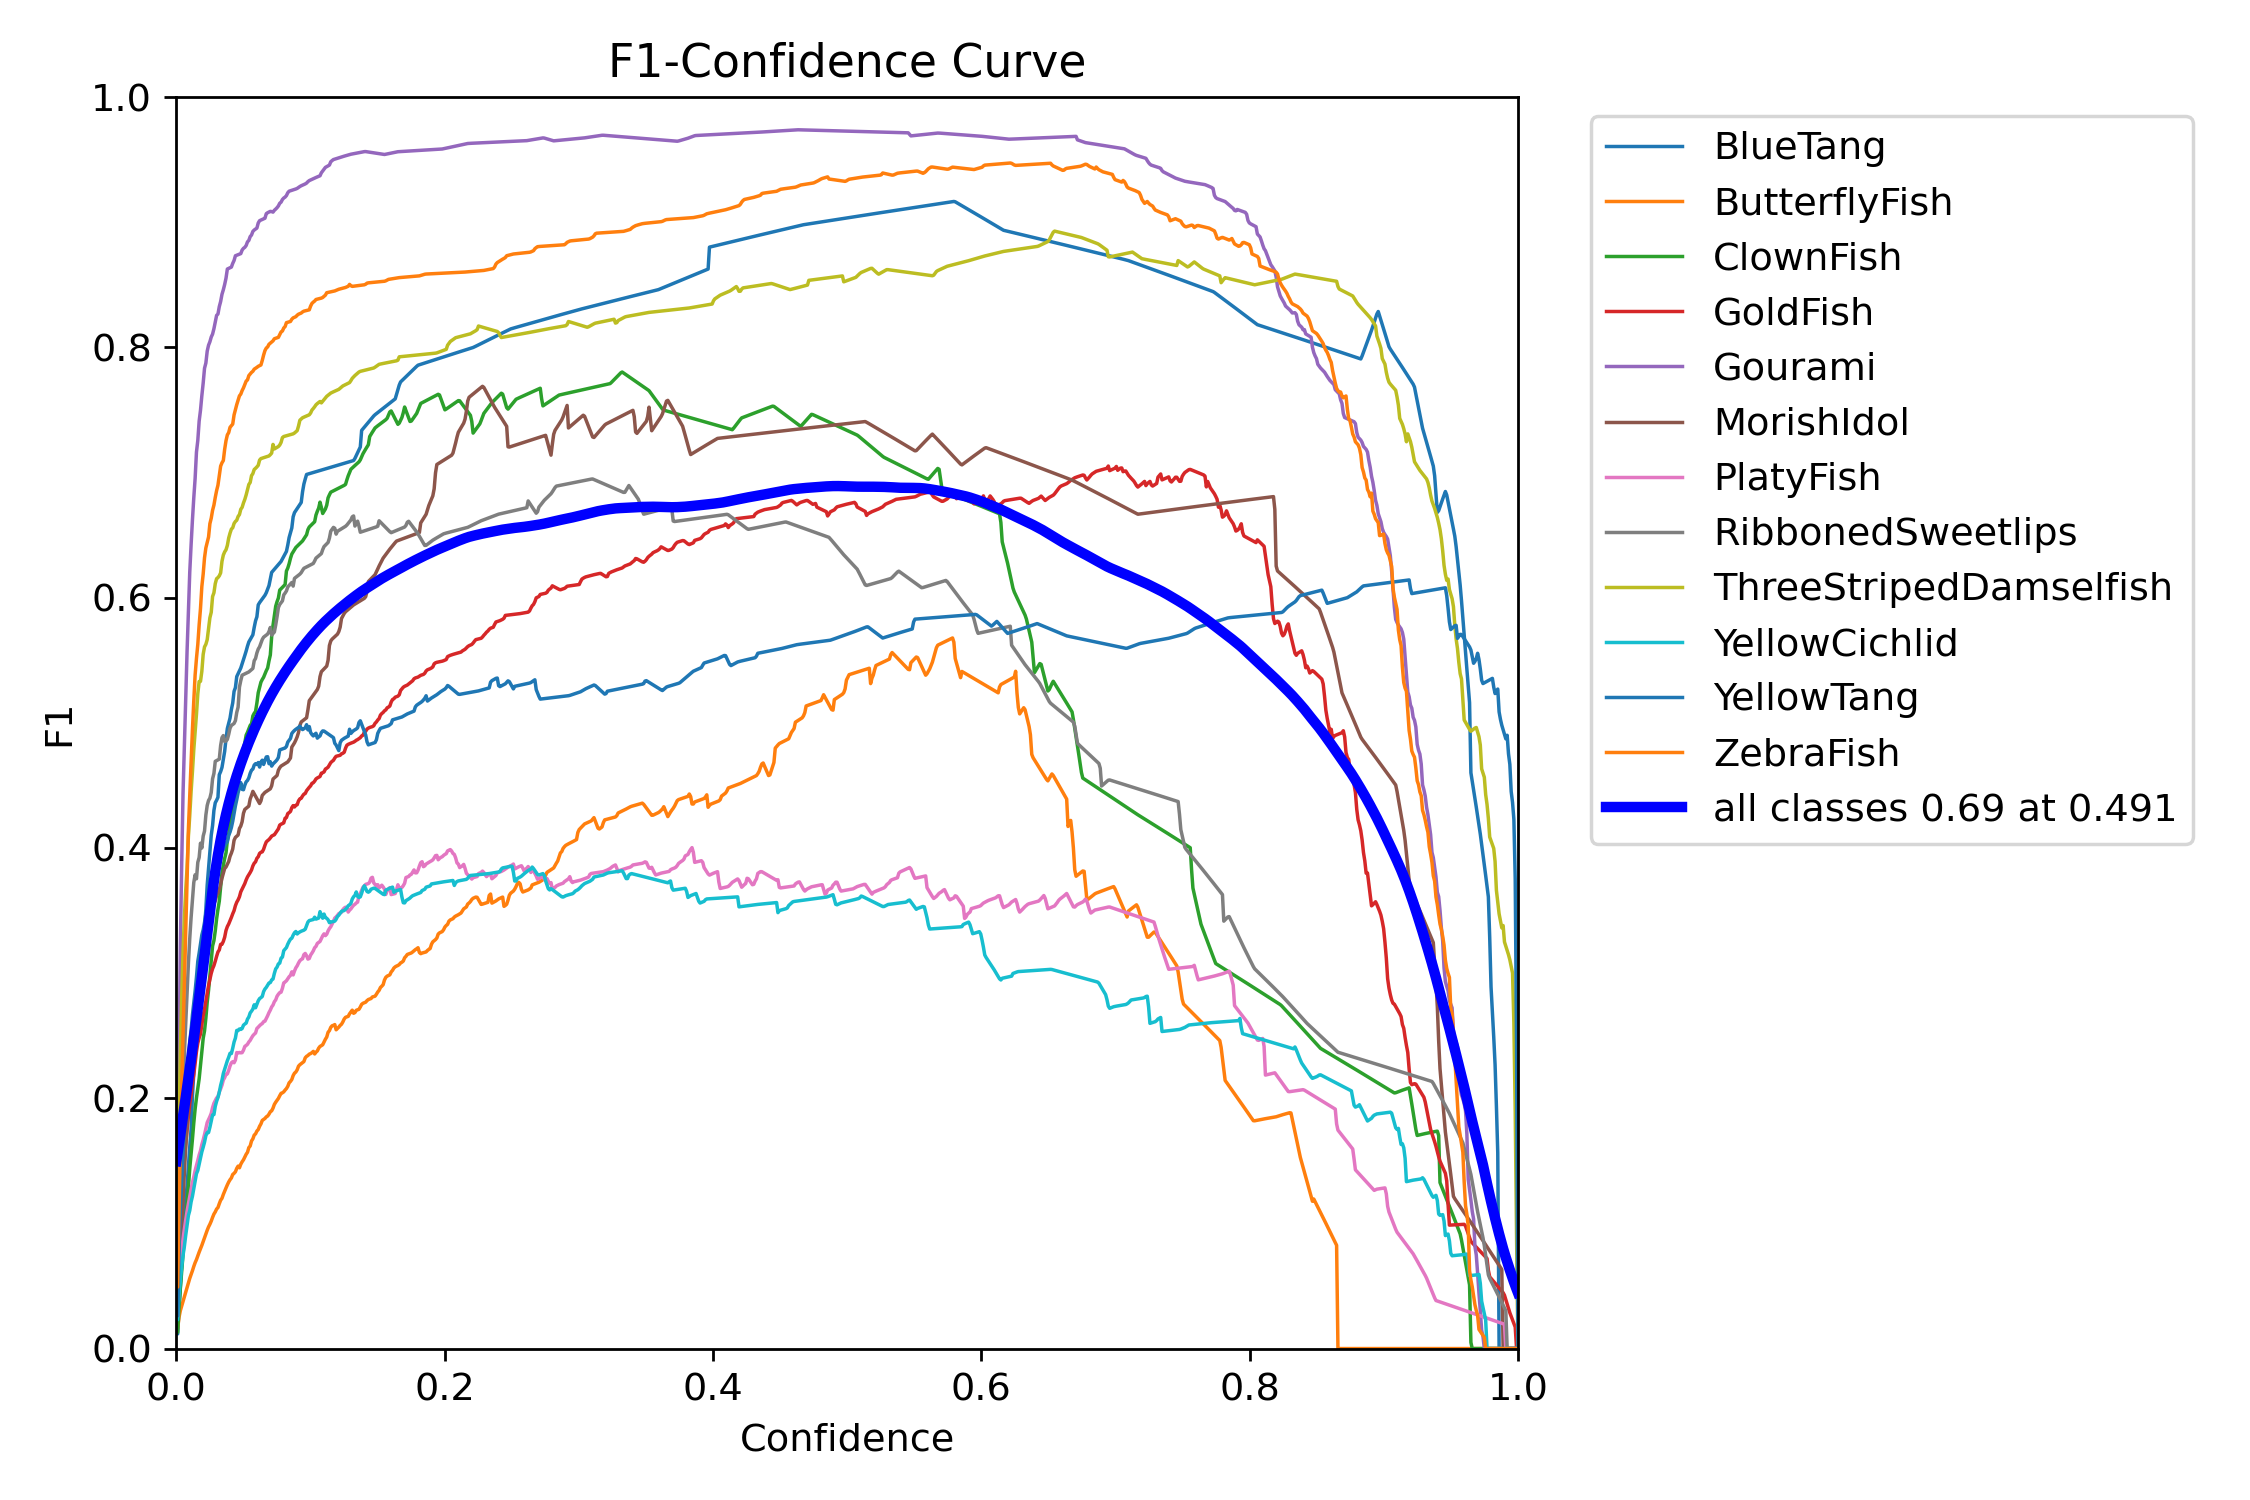 F1-Confidence Curve
1.0
0.8
0.6
0.4
0.2
0.0
F1
0.0 0.2 0.4 0.6 0.8 1.0
Confidence
BlueTang
ButterflyFish
ClownFish
GoldFish
Gourami
MorishIdol
PlatyFish
RibbonedSweetlips
ThreeStripedDamselfish
YellowCichlid
YellowTang
ZebraFish
all classes 0.69 at 0.491